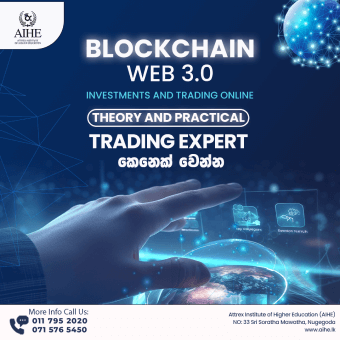 AIHE
BLOCKCHAIN
WEB 3.0
INVESTMENTS AND TRADING ONLINE
THEORY AND PRACTICAL
TRADING EXPERT
කෙනෙක් වෙන්න
More Info Call Us:
011 795 2020
071 576 5450
Attrex Institute of Higher Education (AIHE)
NO: 33 Sri Soratha Mawatha, Nugegoda
www.aihe.lk